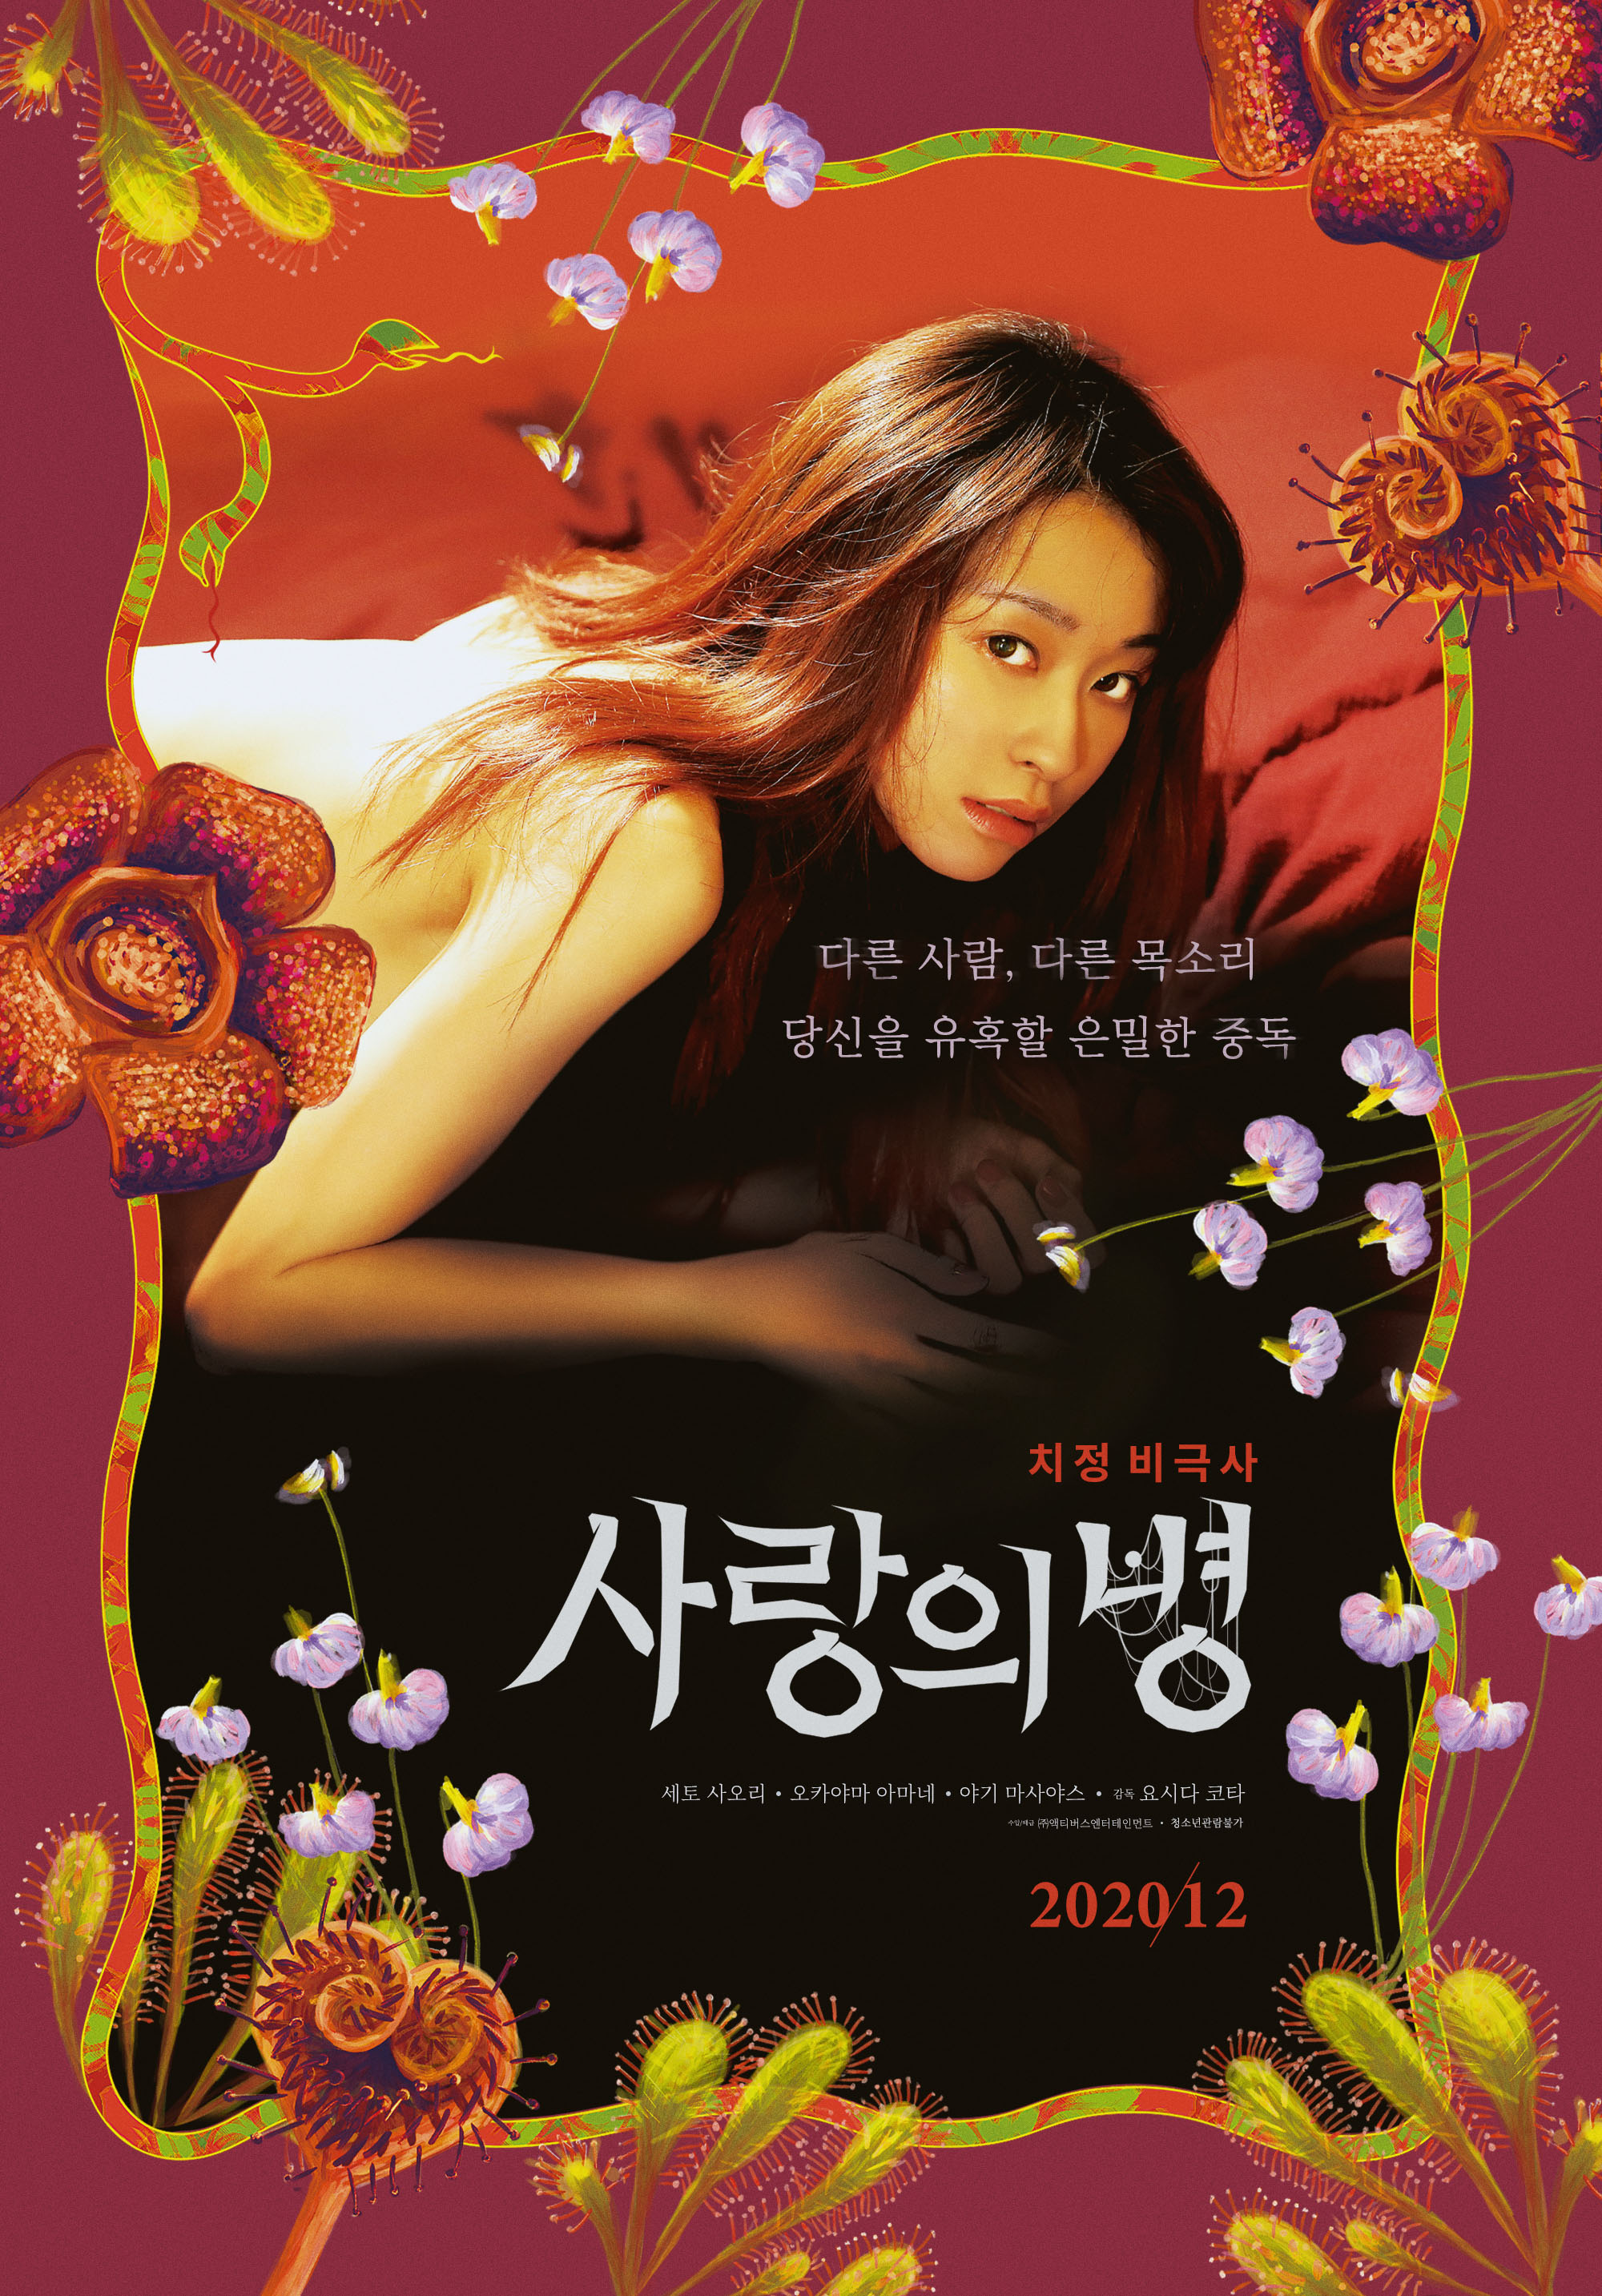 다른 사람, 다른 목소리
당신을 유혹할 은밀한 중독
치정 비극사
사랑의 병
세토 사오리 • 오카야마 아마네 • 야기 마사야스 • 감독 요시다 코타
수입/배급 ㈜액티버스엔터테인먼트 • 청소년관람불가
2020/12